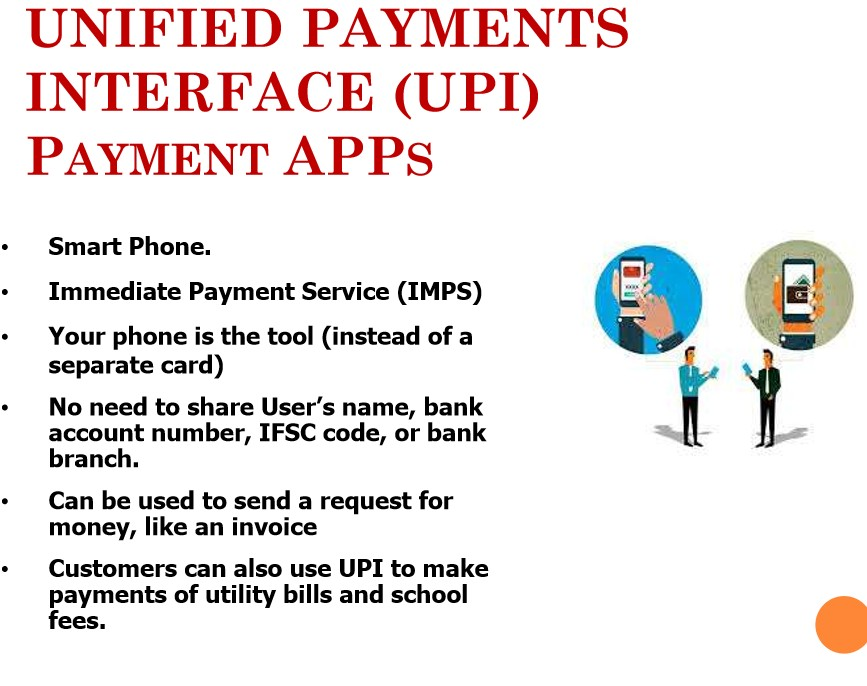 UNIFIED PAYMENTS
INTERFACE (UPI)
PAYMENT APPS
• Smart Phone.
• Immediate Payment Service (IMPS)
• Your phone is the tool (instead of a
separate card)
• No need to share User’s name, bank
account number, IFSC code, or bank
branch.
• Can be used to send a request for
money, like an invoice
• Customers can also use UPI to make
payments of utility bills and school
fees.